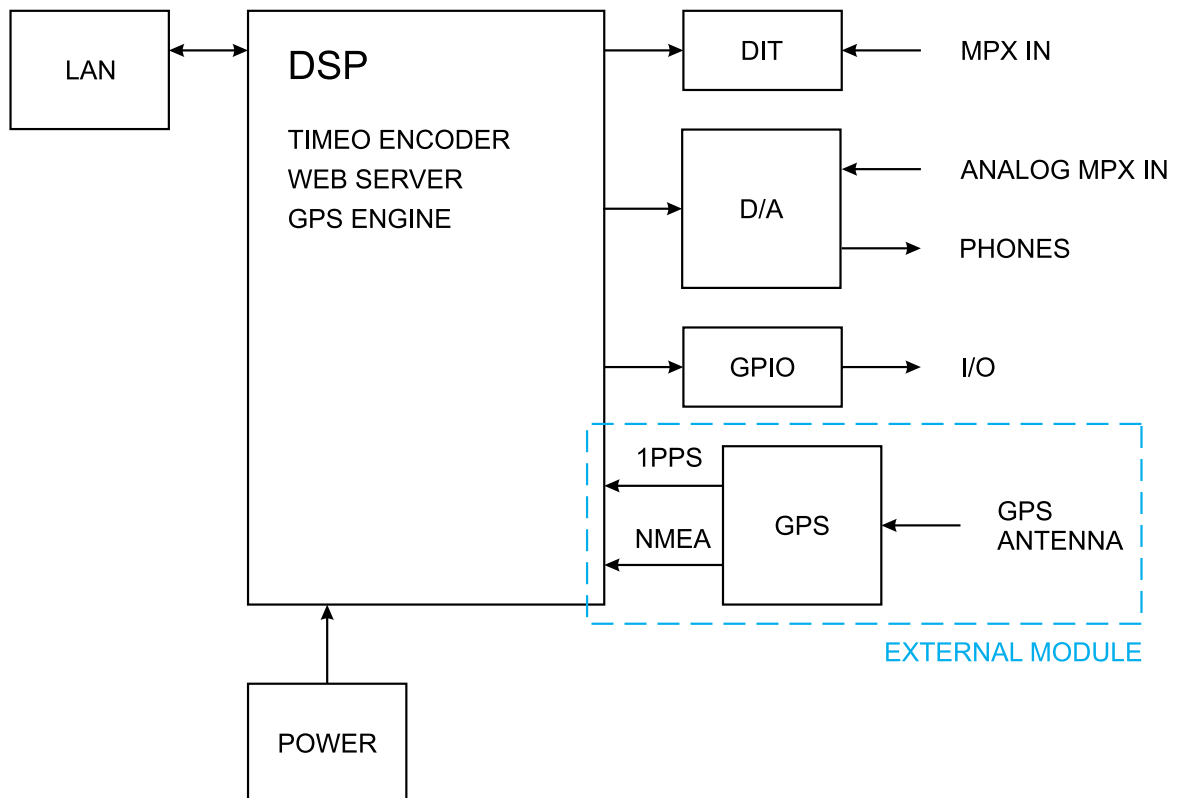 LAN
DSP
TIMEO ENCODER
WEB SERVER
GPS ENGINE
DIT
MPX IN
D/A
ANALOG MPX IN
PHONES
GPIO
I/O
1PPS
NMEA
GPS
GPS
ANTENNA
EXTERNAL MODULE
POWER